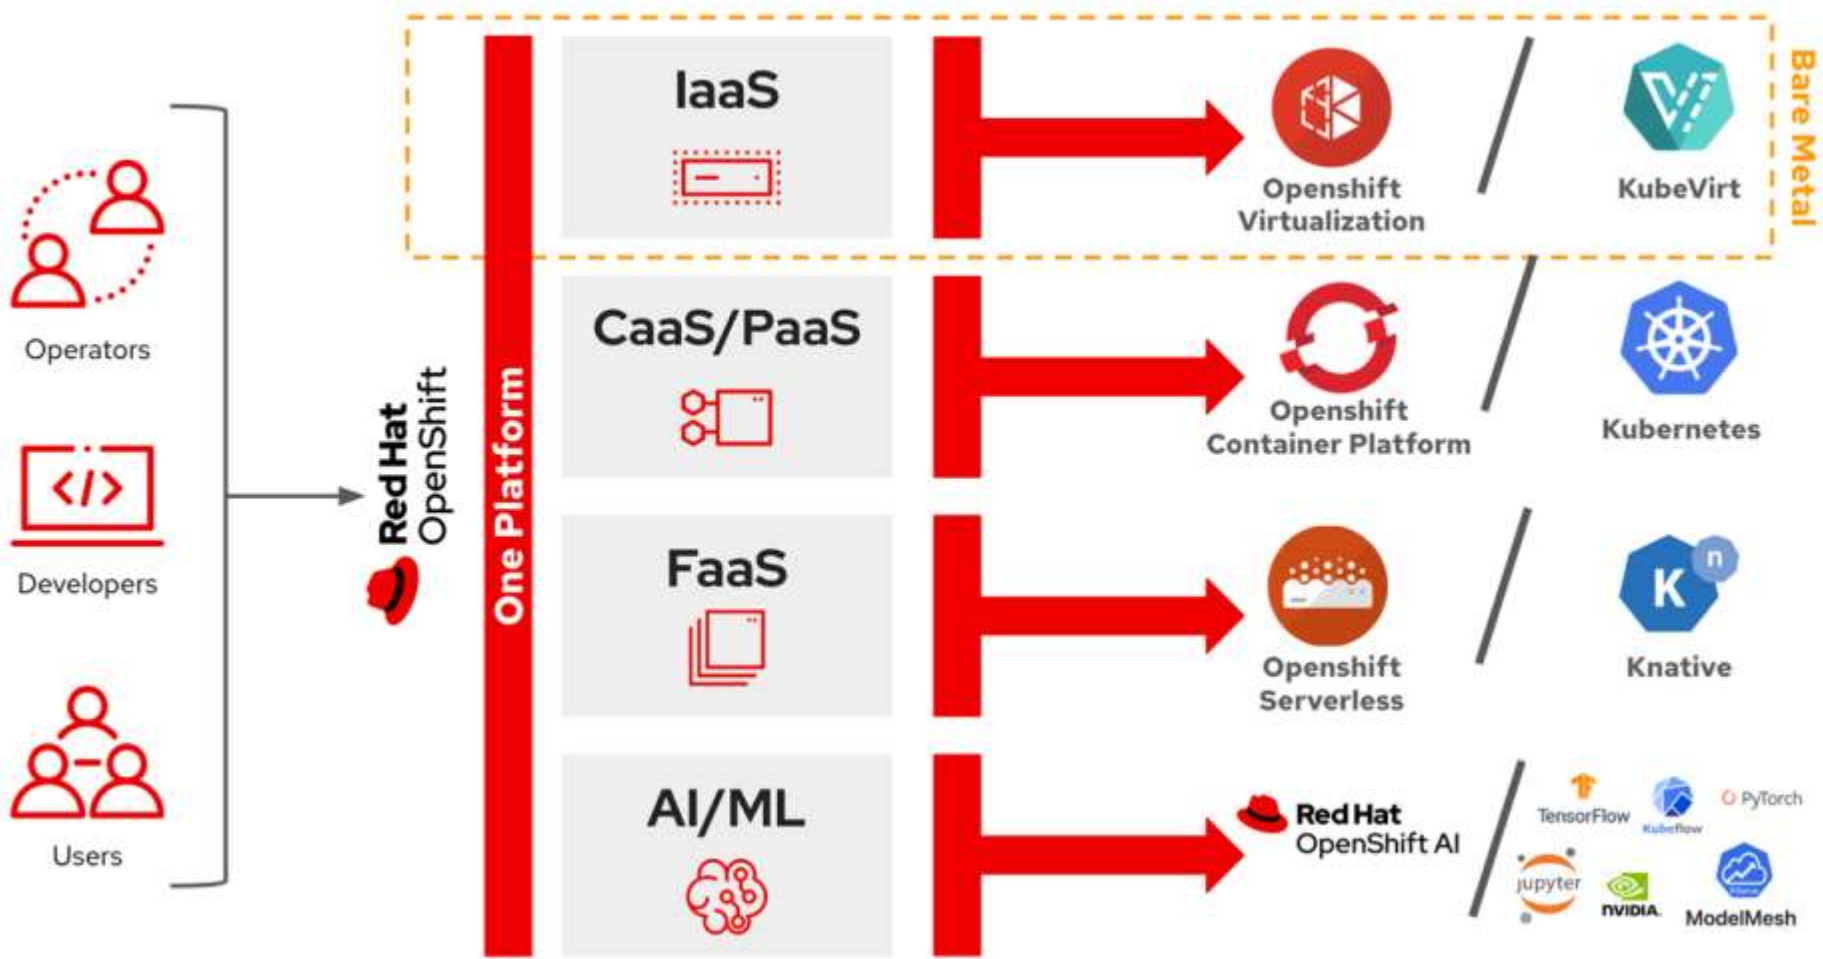 Operators
</>
Developers
Users
Red Hat
OpenShift
One Platform
IaaS
Openshift
Virtualization
KubeVirt
Bare Metal
CaaS/PaaS
Openshift
Container Platform
Kubernetes
FaaS
Openshift
Serverless
K
n
Knative
AI/ML
Red Hat
OpenShift AI
TensorFlow
Kubeflow
PyTorch
jupyter
nVIDIA.
ModelMesh